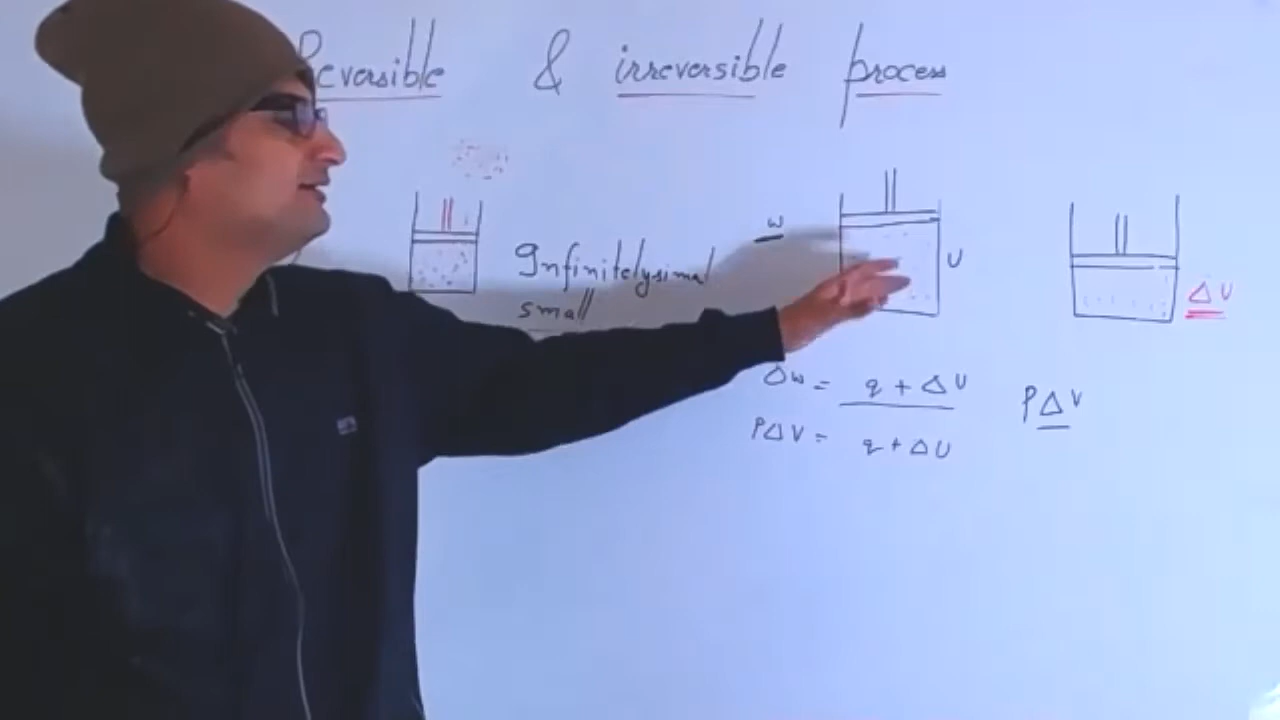 Reversible & irreversible process
Infinitelysimal
small
w
U
ΔU
Δw = q + ΔU
PΔV
PΔV = q + ΔU